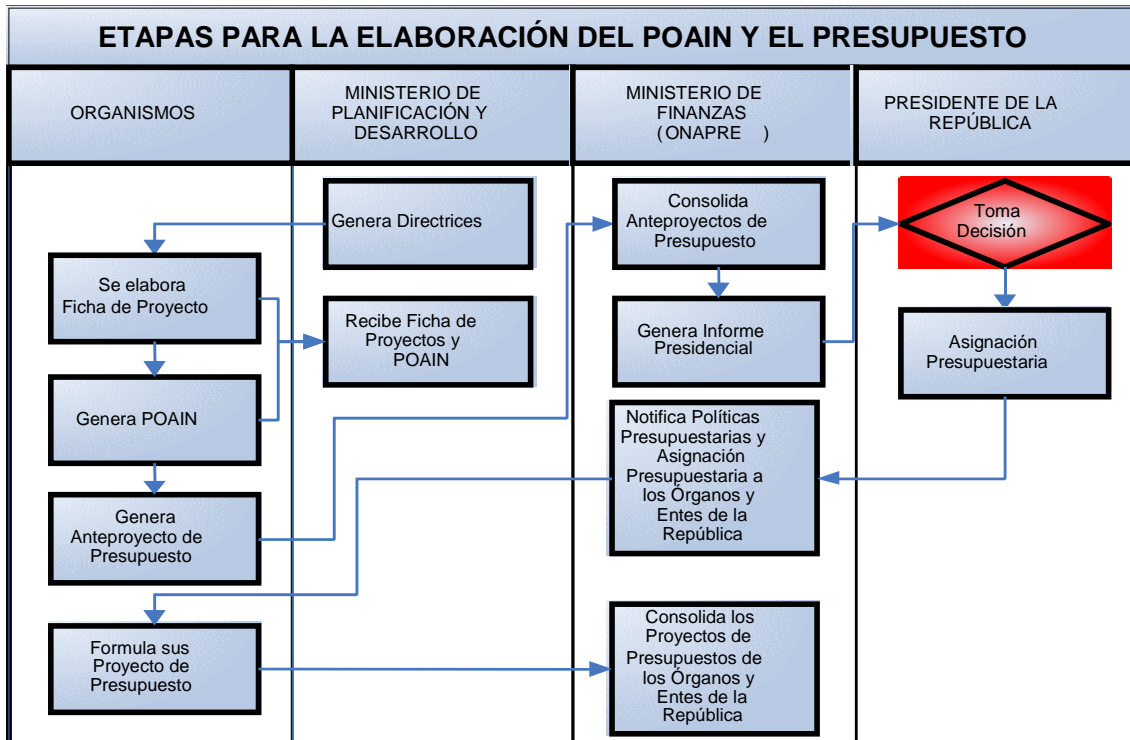 ETAPAS PARA LA ELABORACIÓN DEL POAIN Y EL PRESUPUESTO
ORGANISMOS
MINISTERIO DE
PLANIFICACIÓN Y
DESARROLLO
MINISTERIO DE
FINANZAS
(ONAPRE )
PRESIDENTE DE LA
REPÚBLICA
Genera Directrices
Se elabora
Ficha de Proyecto
Recibe Ficha de
Proyectos y
POAIN
Genera POAIN
Genera
Anteproyecto de
Presupuesto
Formula sus
Proyecto de
Presupuesto
Consolida
Anteproyectos de
Presupuesto
Genera Informe
Presidencial
Notifica Políticas
Presupuestarias y
Asignación
Presupuestaria a
los Órganos y
Entes de la
República
Consolida los
Proyectos de
Presupuestos de
los Órganos y
Entes de la
República
Toma
Decisión
Asignación
Presupuestaria